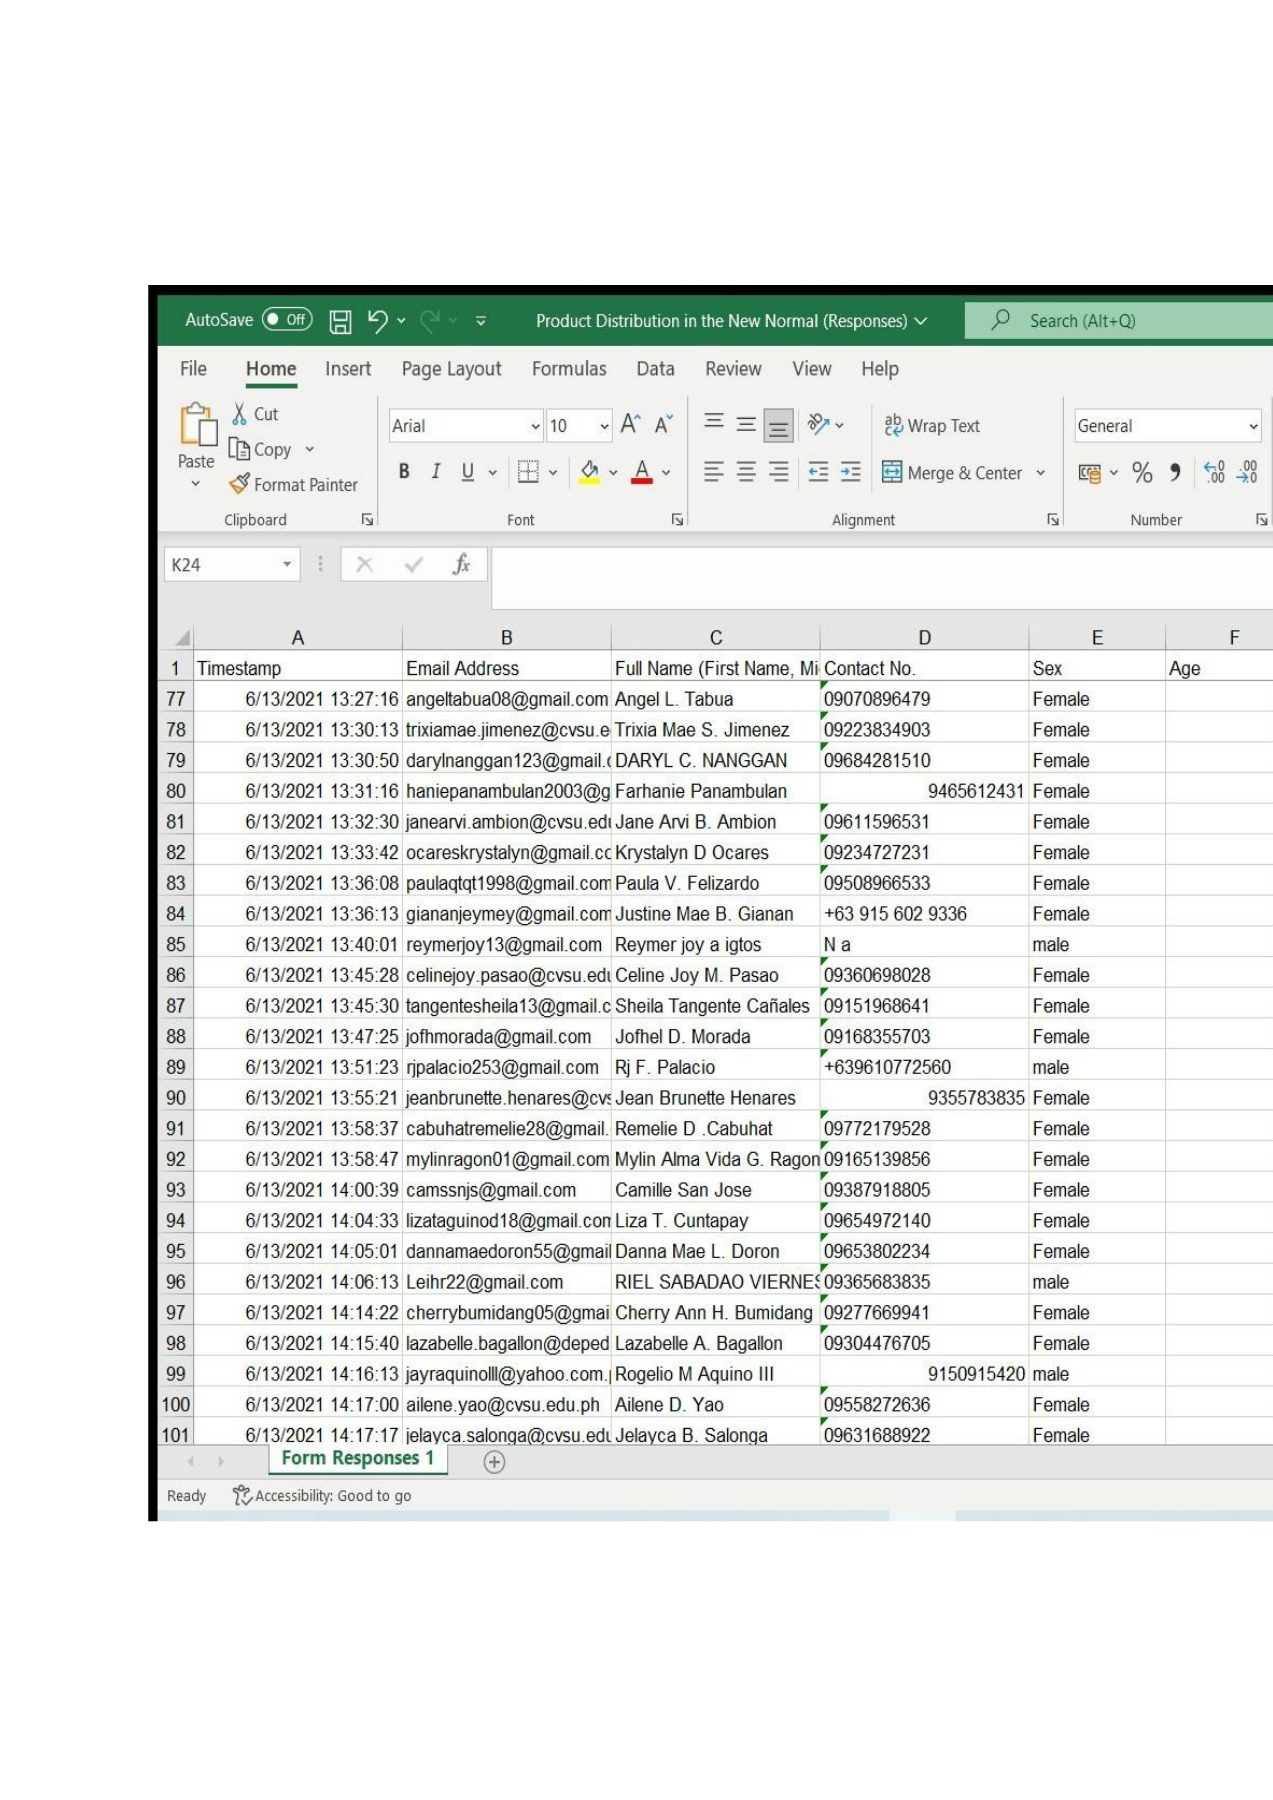 AutoSave Off Product Distribution in the New Normal (Responses) Search (Alt+Q)
File Home Insert Page Layout Formulas Data Review View Help
Cut
Copy
Paste
Format Painter
Clipboard
Arial 10
B I U
Font
Wrap Text
Merge & Center
Alignment
General
Number
K24 fx
A B C D E F
1 Timestamp Email Address Full Name (First Name, Mi Contact No. Sex Age
77 6/13/2021 13:27:16 angeltabua08@gmail.com Angel L. Tabua 09070896479 Female
78 6/13/2021 13:30:13 trixiamae.jimenez@cvsu.e Trixia Mae S. Jimenez 09223834903 Female
79 6/13/2021 13:30:50 darylnanggan123@gmail.c DARYL C. NANGGAN 09684281510 Female
80 6/13/2021 13:31:16 haniepanambulan2003@g Farhanie Panambulan 9465612431 Female
81 6/13/2021 13:32:30 janearvi.ambion@cvsu.edu Jane Arvi B. Ambion 09611596531 Female
82 6/13/2021 13:33:42 ocareskrystalyn@gmail.cc Krystalyn D Ocares 09234727231 Female
83 6/13/2021 13:36:08 paulaqtqt1998@gmail.com Paula V. Felizardo 09508966533 Female
84 6/13/2021 13:36:13 giananjeymey@gmail.com Justine Mae B. Gianan +63 915 602 9336 Female
85 6/13/2021 13:40:01 reymerjoy13@gmail.com Reymer joy a igtos N a male
86 6/13/2021 13:45:28 celinejoy.pasao@cvsu.edu Celine Joy M. Pasao 09360698028 Female
87 6/13/2021 13:45:30 tangentesheila13@gmail.c Sheila Tangente Cañales 09151968641 Female
88 6/13/2021 13:47:25 jofhmorada@gmail.com Jofhel D. Morada 09168355703 Female
89 6/13/2021 13:51:23 rjpalacio253@gmail.com Rj F. Palacio +639610772560 male
90 6/13/2021 13:55:21 jeanbrunette.henares@cvs Jean Brunette Henares 9355783835 Female
91 6/13/2021 13:58:37 cabuhatremelie28@gmail. Remelie D .Cabuhat 09772179528 Female
92 6/13/2021 13:58:47 mylinragon01@gmail.com Mylin Alma Vida G. Ragon 09165139856 Female
93 6/13/2021 14:00:39 camssnjs@gmail.com Camille San Jose 09387918805 Female
94 6/13/2021 14:04:33 lizataguinod18@gmail.com Liza T. Cuntapay 09654972140 Female
95 6/13/2021 14:05:01 dannamaedoron55@gmail Danna Mae L. Doron 09653802234 Female
96 6/13/2021 14:06:13 Leihr22@gmail.com RIEL SABADAO VIERNES 09365683835 male
97 6/13/2021 14:14:22 cherrybumidang05@gmai Cherry Ann H. Bumidang 09277669941 Female
98 6/13/2021 14:15:40 lazabelle.bagallon@deped Lazabelle A. Bagallon 09304476705 Female
99 6/13/2021 14:16:13 jayraquinolll@yahoo.com. Rogelio M Aquino III 9150915420 male
100 6/13/2021 14:17:00 ailene.yao@cvsu.edu.ph Ailene D. Yao 09558272636 Female
101 6/13/2021 14:17:17 jelayca.salonga@cvsu.edu Jelayca B. Salonga 09631688922 Female
Form Responses 1
Ready Accessibility: Good to go